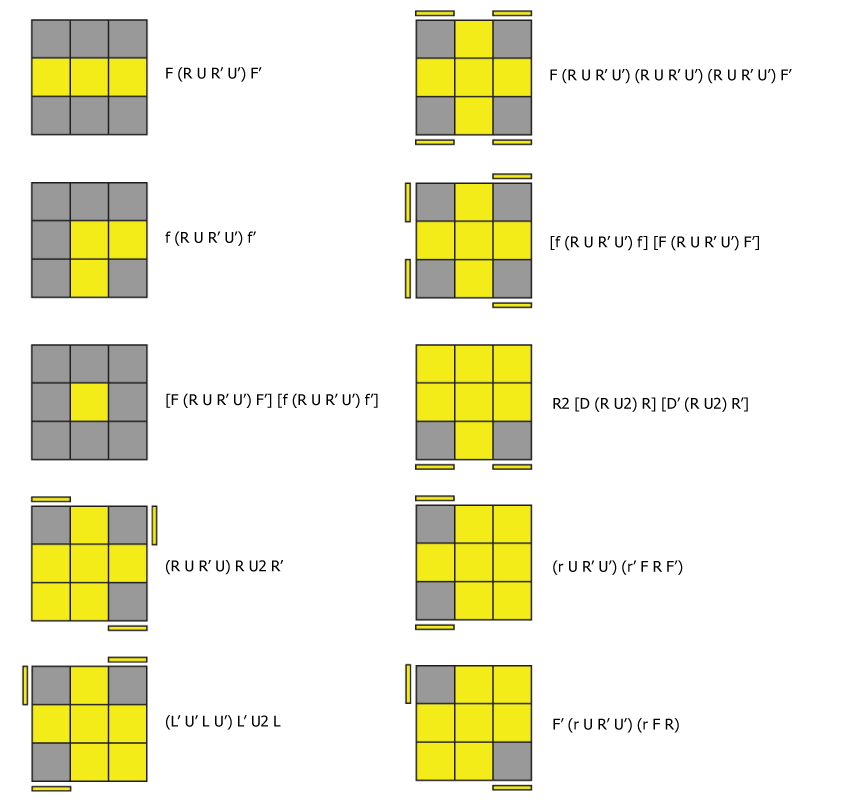 F (R U R’ U’) F’
F (R U R’ U’) (R U R’ U’) (R U R’ U’) F’
f (R U R’ U’) f’
[f (R U R’ U’) f] [F (R U R’ U’) F’]
[F (R U R’ U’) F’] [f (R U R’ U’) f’]
R2 [D (R U2) R] [D’ (R U2) R’]
(R U R’ U) R U2 R’
(r U R’ U’) (r’ F R F’)
(L’ U’ L U’) L’ U2 L
F’ (r U R’ U’) (r F R)